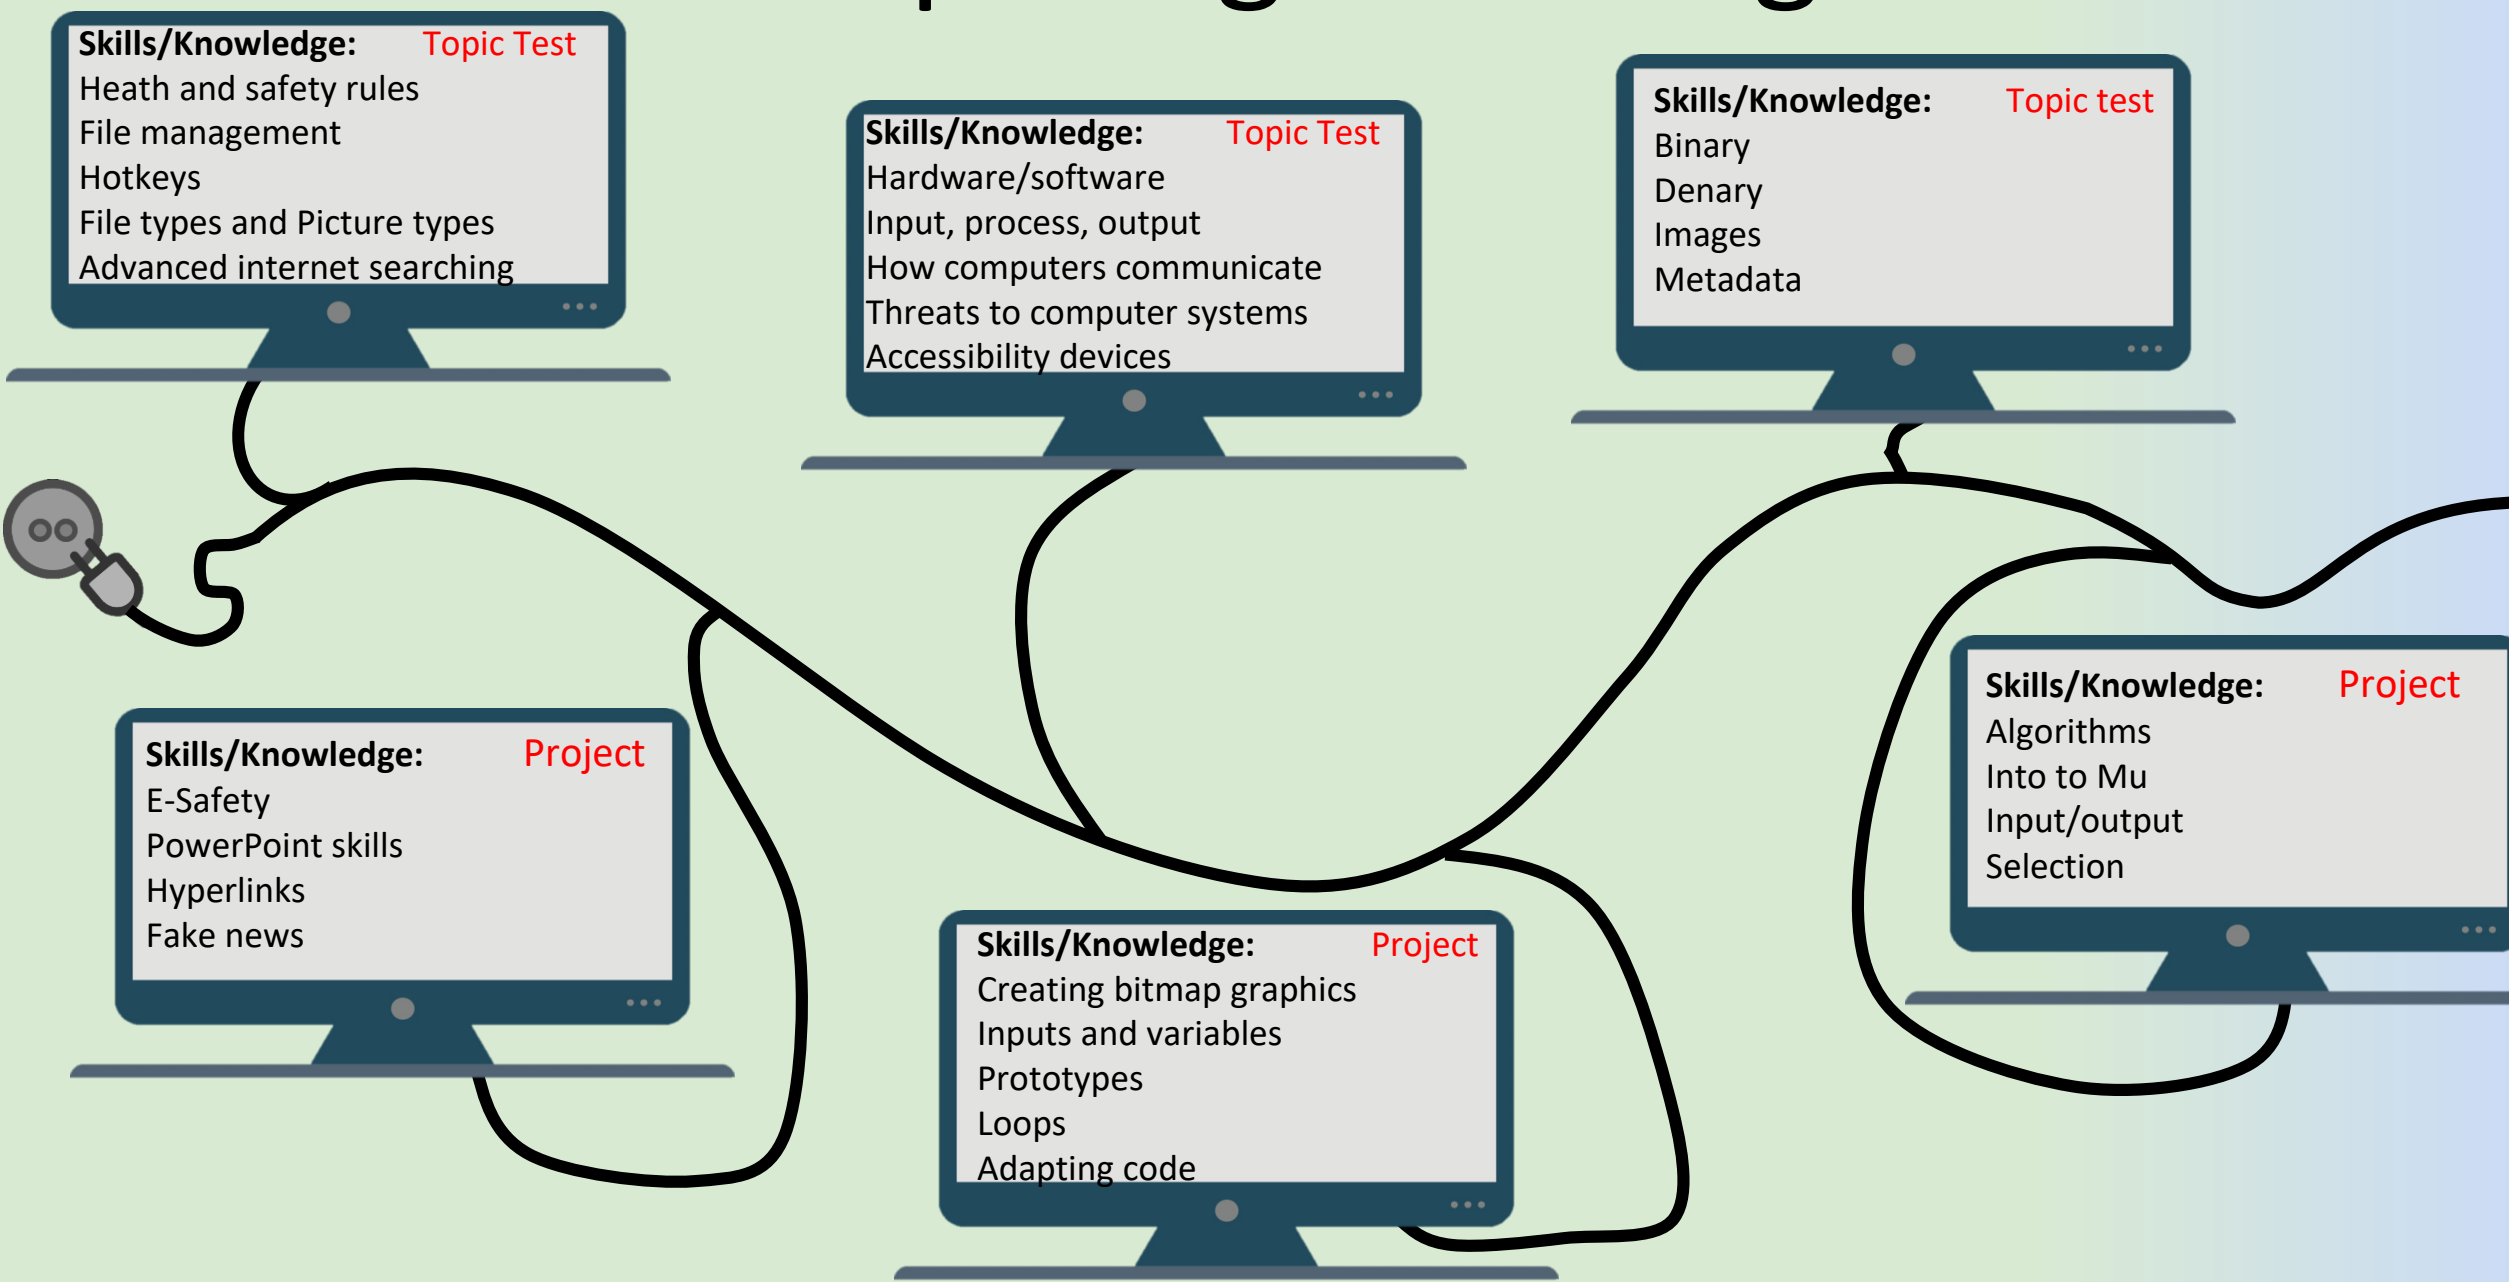 Skills/Knowledge: Topic Test
Heath and safety rules
File management
Hotkeys
File types and Picture types
Advanced internet searching
Skills/Knowledge: Project
E-Safety
PowerPoint skills
Hyperlinks
Fake news
Skills/Knowledge: Topic Test
Hardware/software
Input, process, output
How computers communicate
Threats to computer systems
Accessibility devices
Skills/Knowledge: Project
Creating bitmap graphics
Inputs and variables
Prototypes
Loops
Adapting code
Skills/Knowledge: Topic test
Binary
Denary
Images
Metadata
Skills/Knowledge: Project
Algorithms
Into to Mu
Input/output
Selection